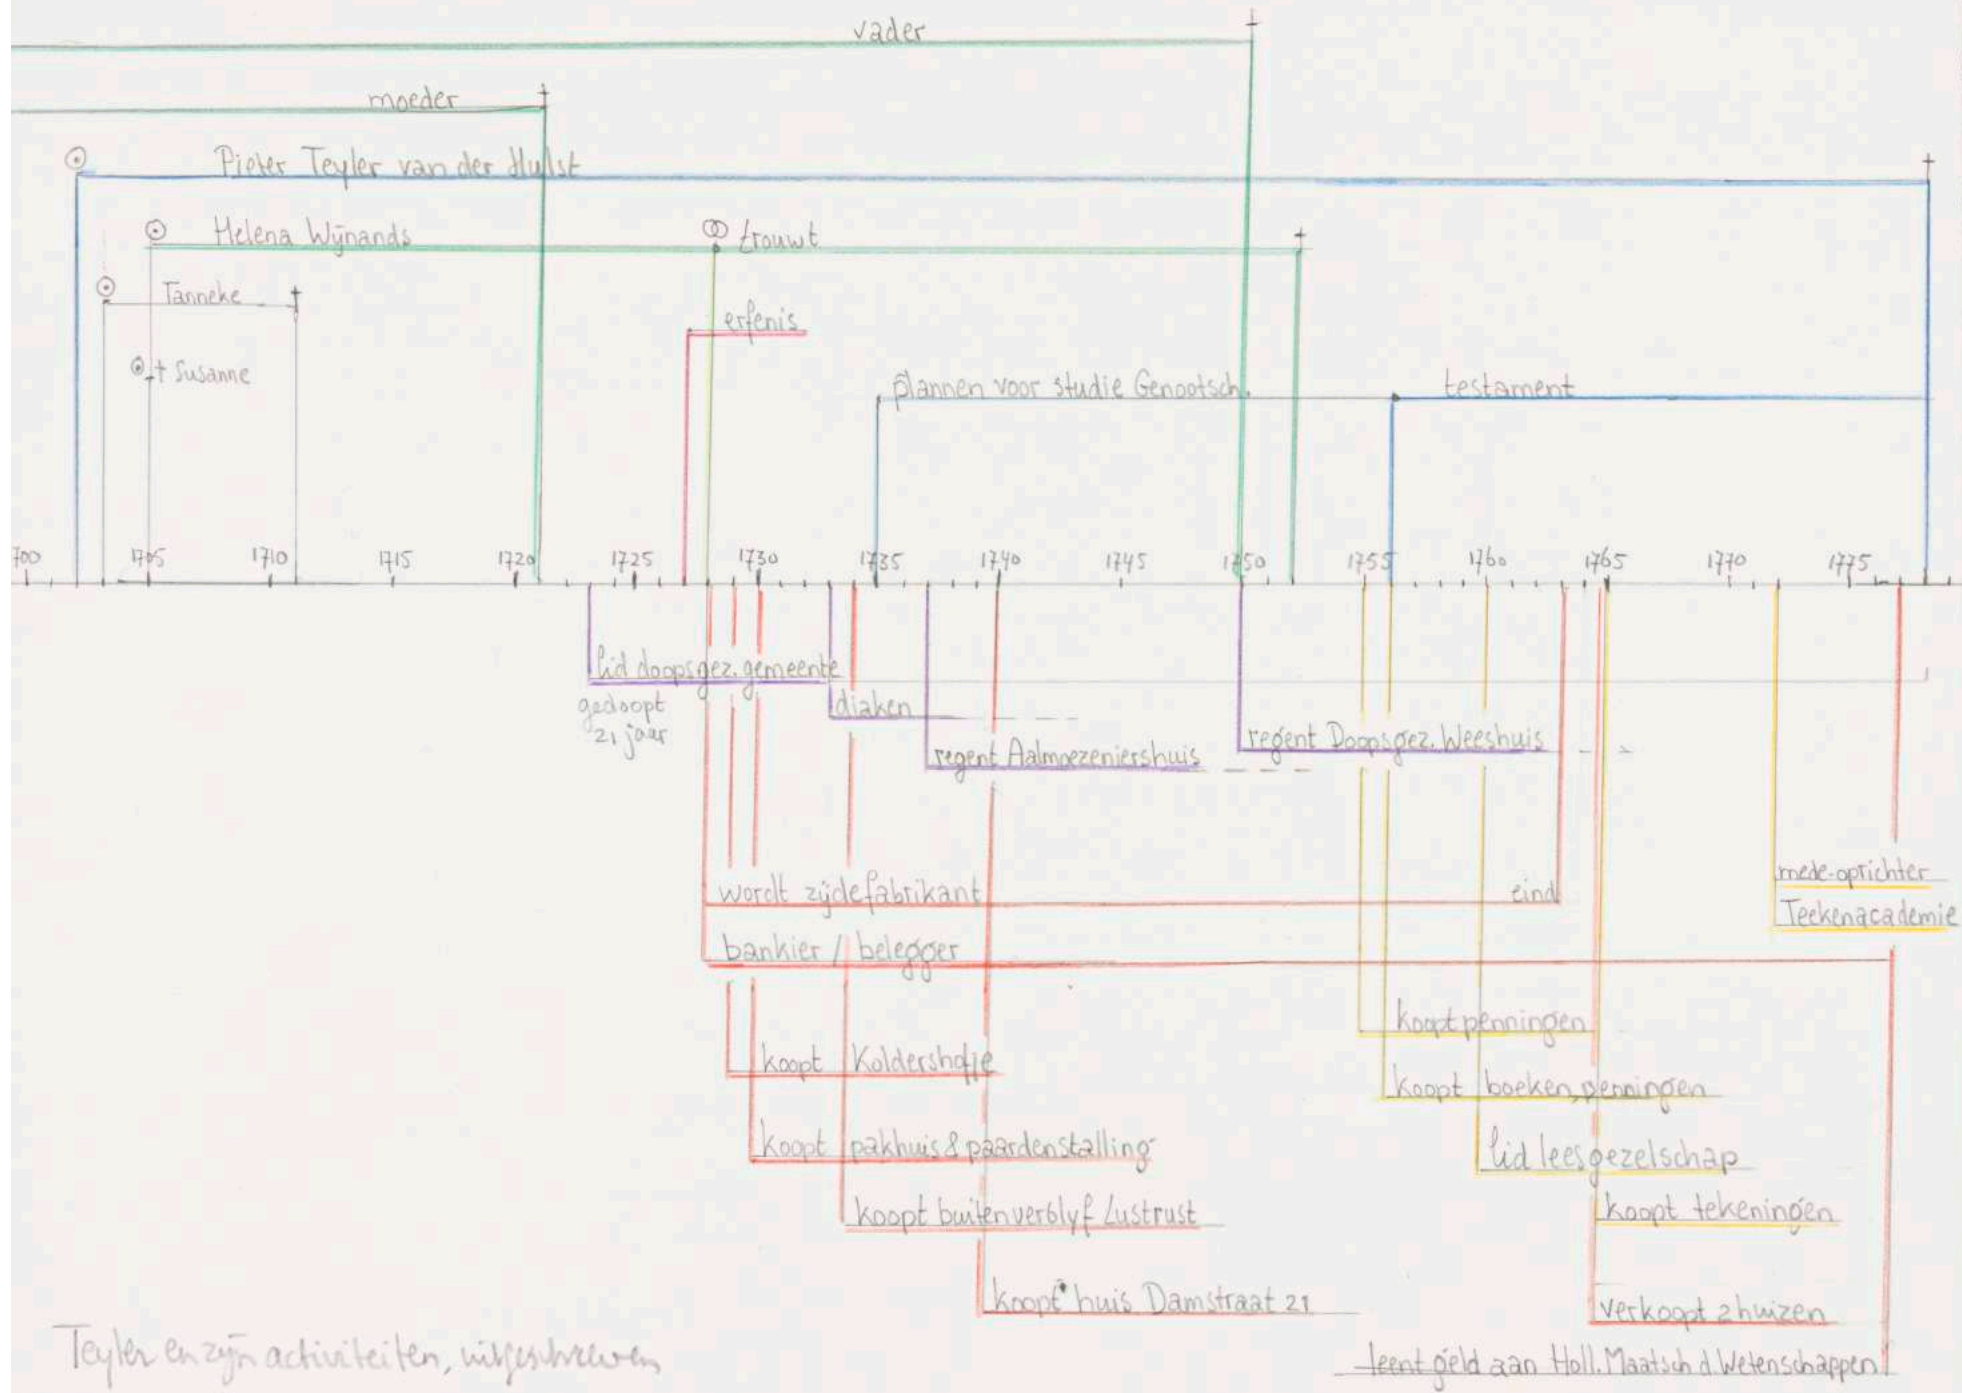 vader
moeder
Pieter Teyler van der Hulst
Helena Wijnands
trouwt
Tanneke
erfenis
† Susanne
plannen voor studie Genootsch.
testament
700 1705 1710 1715 1720 1725 1730 1735 1740 1745 1750 1755 1760 1765 1770 1775
lid doopsgez. gemeente
gedoopt
21 jaar
diaken
regent Aalmoezeniershuis
regent Doopsgez. Weeshuis
wordt zijdefabrikant
eind
mede-oprichter
Teekenacademie
bankier / belegger
koopt penningen
koopt Koldershofje
koopt boeken, penningen
koopt pakhuis & paardenstalling
lid leesgezelschap
koopt buitenverblyf Lustrust
koopt tekeningen
koopt huis Damstraat 21
verkoopt 2 huizen
Teyler en zijn activiteiten, uitgeschreven
leent geld aan Holl. Maatsch d. Wetenschappen